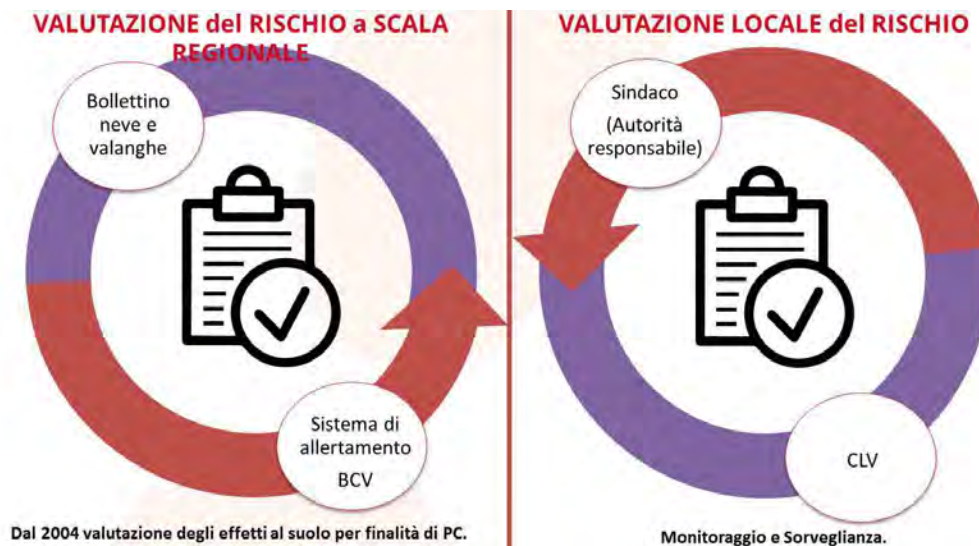 VALUTAZIONE del RISCHIO a SCALA
REGIONALE
Bollettino
neve e
valanghe
Sistema di
allertamento
BCV
Dal 2004 valutazione degli effetti al suolo per finalità di PC.
VALUTAZIONE LOCALE del RISCHIO
Sindaco
(Autorità
responsabile)
CLV
Monitoraggio e Sorveglianza.